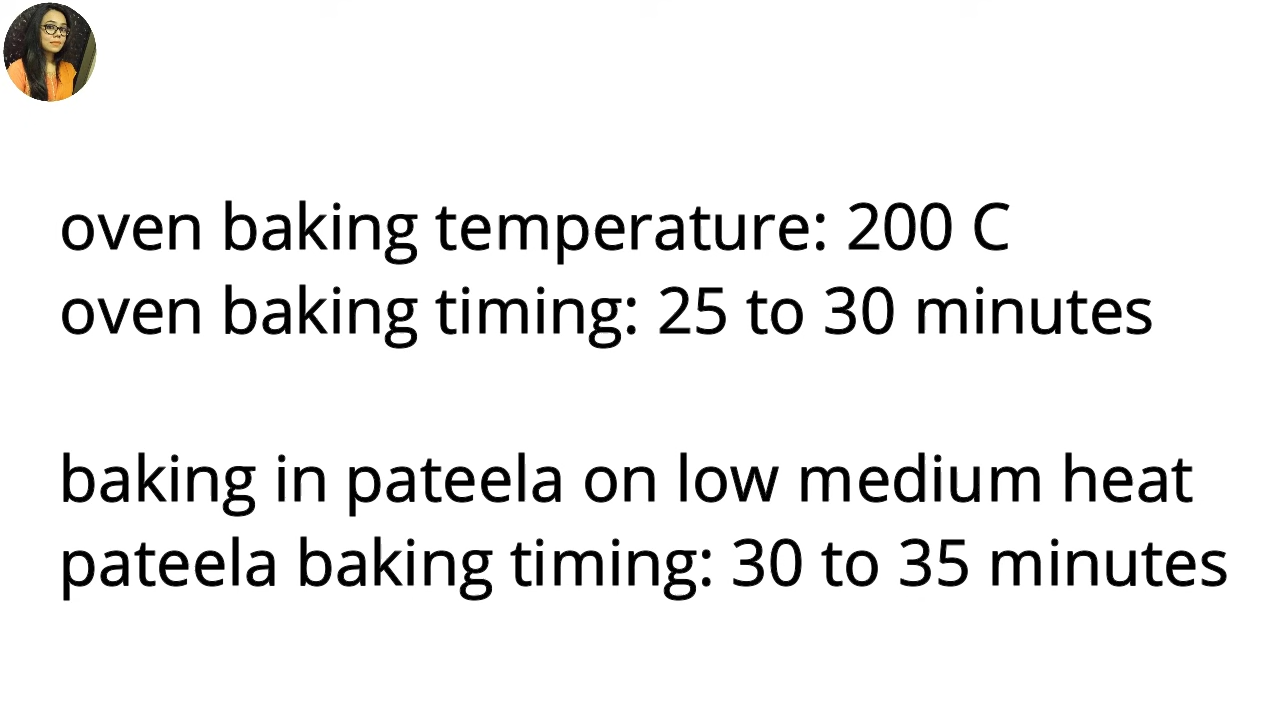 oven baking temperature: 200 C
oven baking timing: 25 to 30 minutes
baking in pateela on low medium heat
pateela baking timing: 30 to 35 minutes